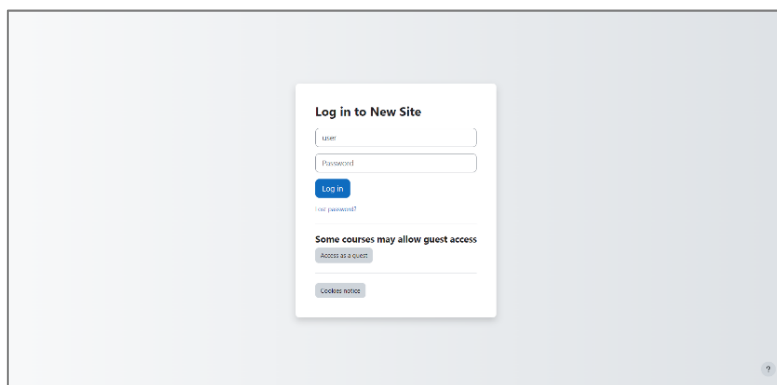 Log in to New Site
user
Password
Log in
Lost password?
Some courses may allow guest access
Access as a guest
Cookies notice
?